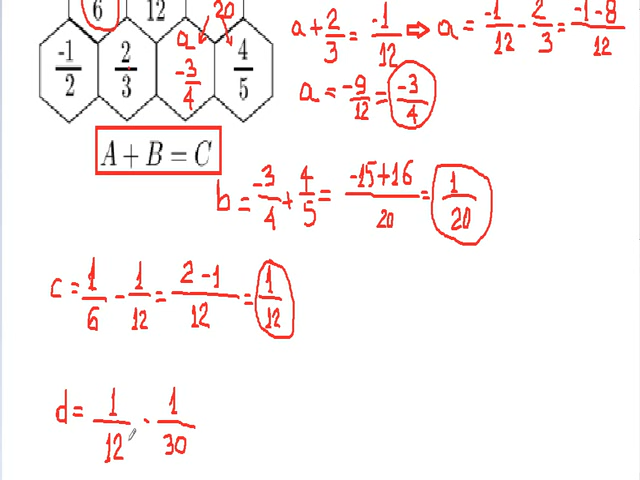 6 12 20
a + 2/3 = -1/12 ⇒ a = -1/12 - 2/3 = -1-8/12
a
-1/2 2/3 -3/4 4/5
a = -9/12 = -3/4
A + B = C
b = -3/4 + 4/5 = -15+16/20 = 1/20
c = 1/6 - 1/12 = 2-1/12 = 1/12
d = 1/12 · 1/30